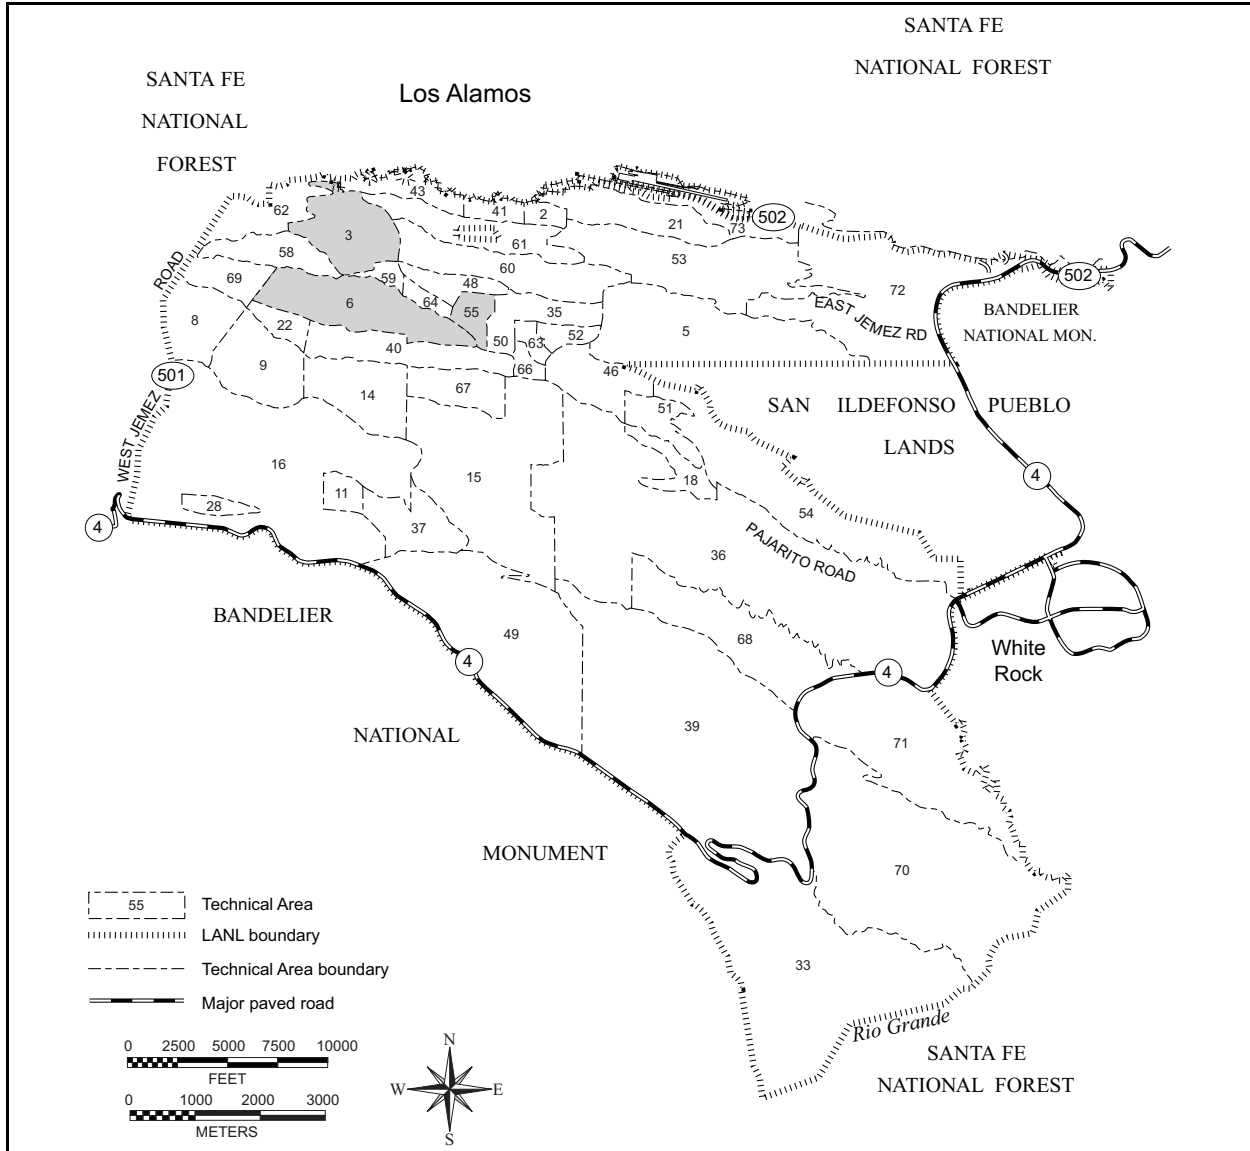 SANTA FE
NATIONAL FOREST
SANTA FE
NATIONAL
FOREST
Los Alamos
43
62
41
2
21
73
502
3
61
58
60
53
502
ROAD
69
59
48
72
6
64
55
35
EAST JEMEZ RD
BANDELIER
NATIONAL MON.
8
22
40
50
63
52
5
9
66
46
501
14
67
WEST JEMEZ
51
SAN ILDEFONSO PUEBLO
LANDS
16
15
4
11
18
28
54
4
37
36
PAJARITO ROAD
BANDELIER
49
68
White
Rock
4
4
NATIONAL
39
71
MONUMENT
70
55
Technical Area
LANL boundary
33
Technical Area boundary
Major paved road
Rio Grande
0 2500 5000 7500 10000
FEET
0 1000 2000 3000
METERS
N
W E
S
SANTA FE
NATIONAL FOREST